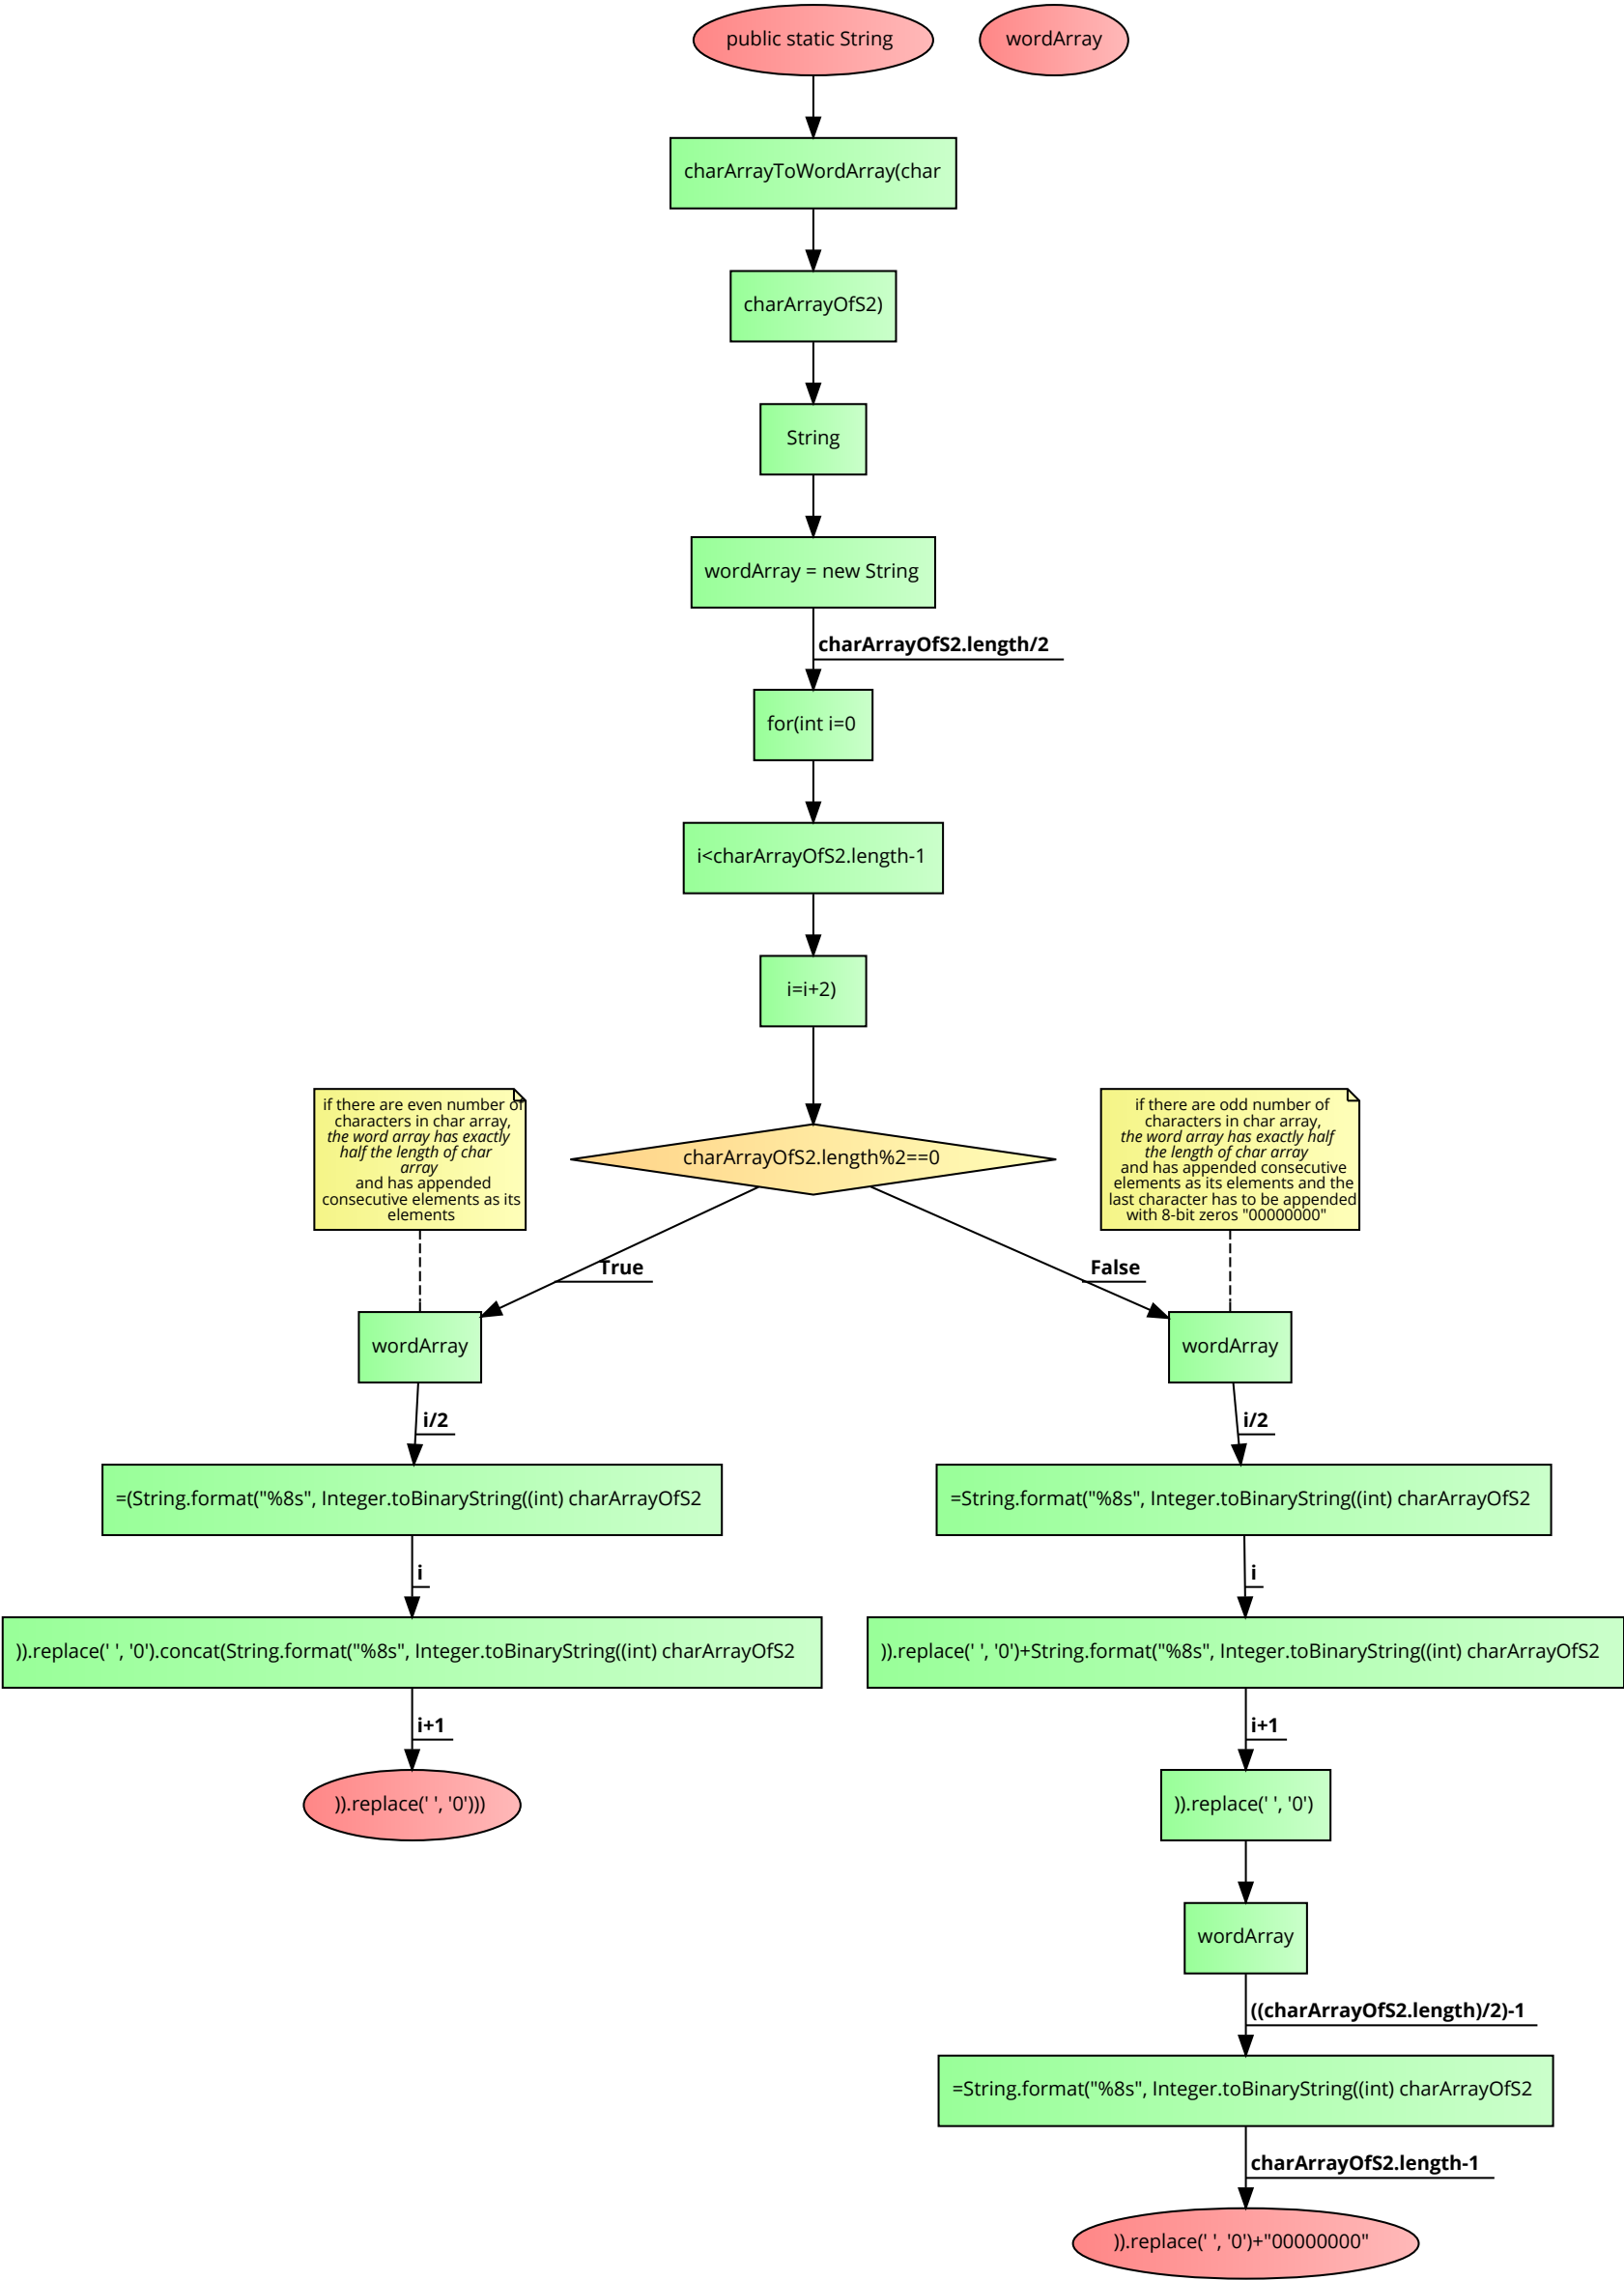 public static String
wordArray
charArrayToWordArray(char
charArrayOfS2)
String
wordArray = new String
charArrayOfS2.length/2
for(int i=0
i<charArrayOfS2.length-1
i=i+2)
if there are even number of
characters in char array,
the word array has exactly
half the length of char
array
and has appended
consecutive elements as its
elements
charArrayOfS2.length%2==0
if there are odd number of
characters in char array,
the word array has exactly half
the length of char array
and has appended consecutive
elements as its elements and the
last character has to be appended
with 8-bit zeros "00000000"
True
False
wordArray
wordArray
i/2
i/2
=(String.format("%8s", Integer.toBinaryString((int) charArrayOfS2
=String.format("%8s", Integer.toBinaryString((int) charArrayOfS2
i
i
)).replace(' ', '0').concat(String.format("%8s", Integer.toBinaryString((int) charArrayOfS2
)).replace(' ', '0')+String.format("%8s", Integer.toBinaryString((int) charArrayOfS2
i+1
i+1
)).replace(' ', '0')))
)).replace(' ', '0')
wordArray
((charArrayOfS2.length)/2)-1
=String.format("%8s", Integer.toBinaryString((int) charArrayOfS2
charArrayOfS2.length-1
)).replace(' ', '0')+"00000000"